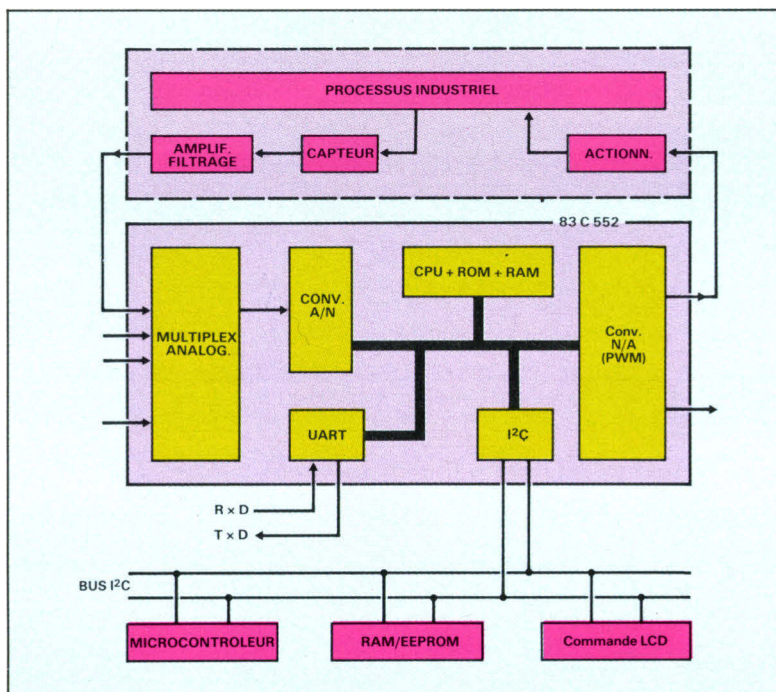 PROCESSUS INDUSTRIEL
AMPLIF.
FILTRAGE
CAPTEUR
ACTIONN.
83 C 552
MULTIPLEX
ANALOG.
CONV.
A/N
CPU + ROM + RAM
Conv.
N/A
(PWM)
UART
I²C
R × D
T × D
BUS I²C
MICROCONTROLEUR
RAM/EEPROM
Commande LCD